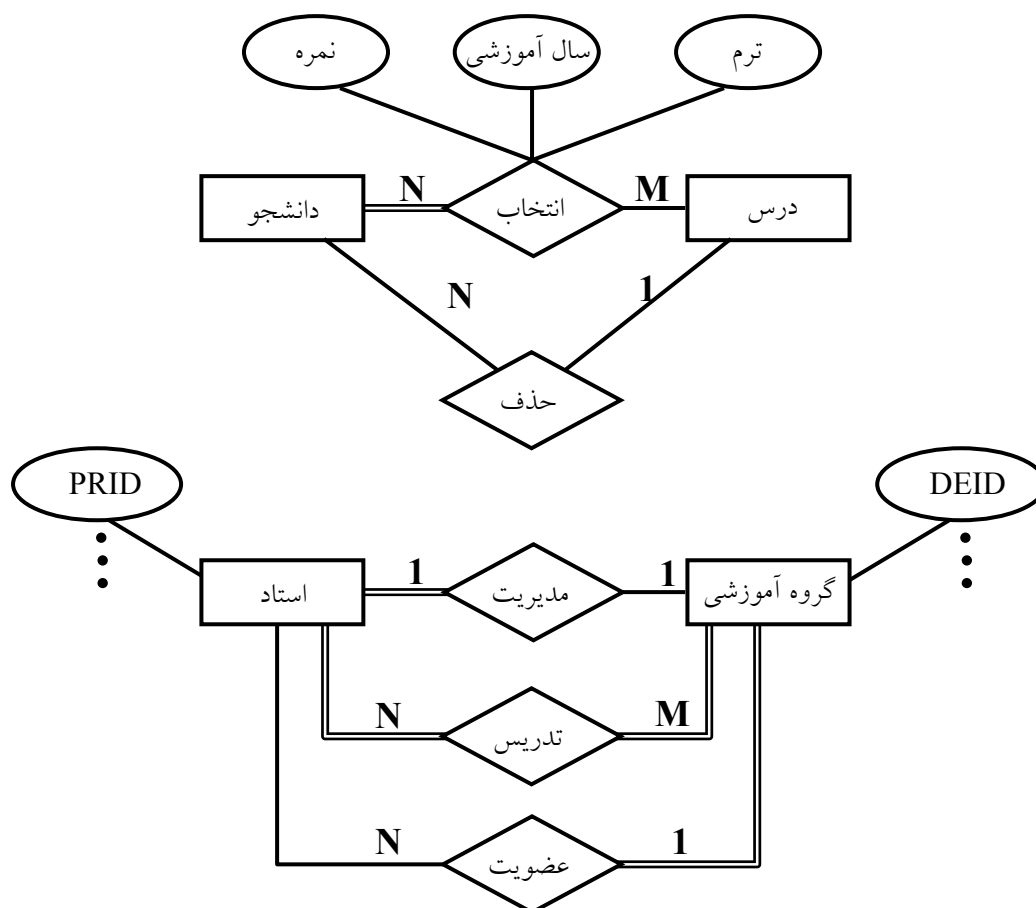 ترم سال آموزشی نمره
درس M انتخاب N دانشجو
1 N
حذف
DEID PRID
گروه آموزشی 1 مدیریت 1 استاد
M تدریس N
1 عضویت N